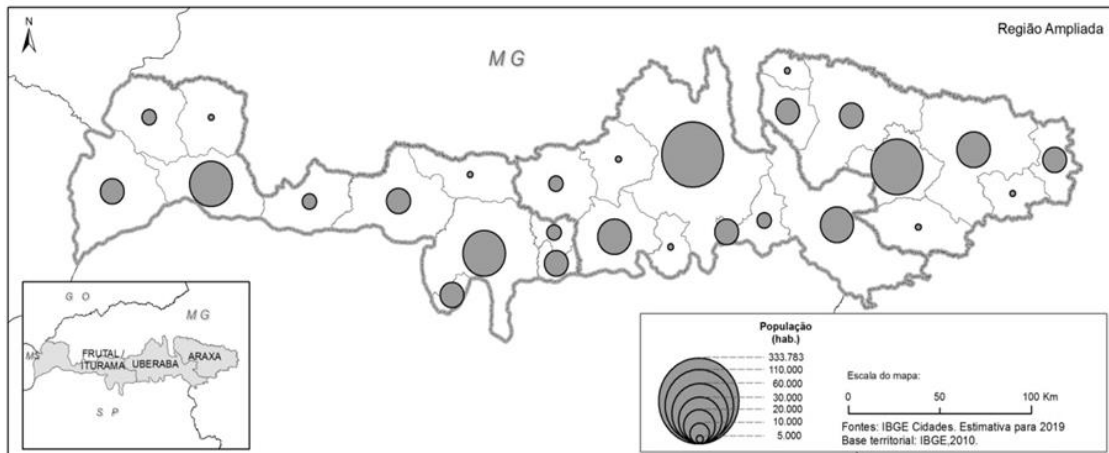 N
Região Ampliada
MG
GO
MG
MS
FRUTAL /
ITURAMA
UBERABA
ARAXA
SP
População
(hab.)
333.783
110.000
60.000
30.000
20.000
10.000
5.000
Escala do mapa:
0 50 100 Km
Fontes: IBGE Cidades. Estimativa para 2019
Base territorial: IBGE,2010.